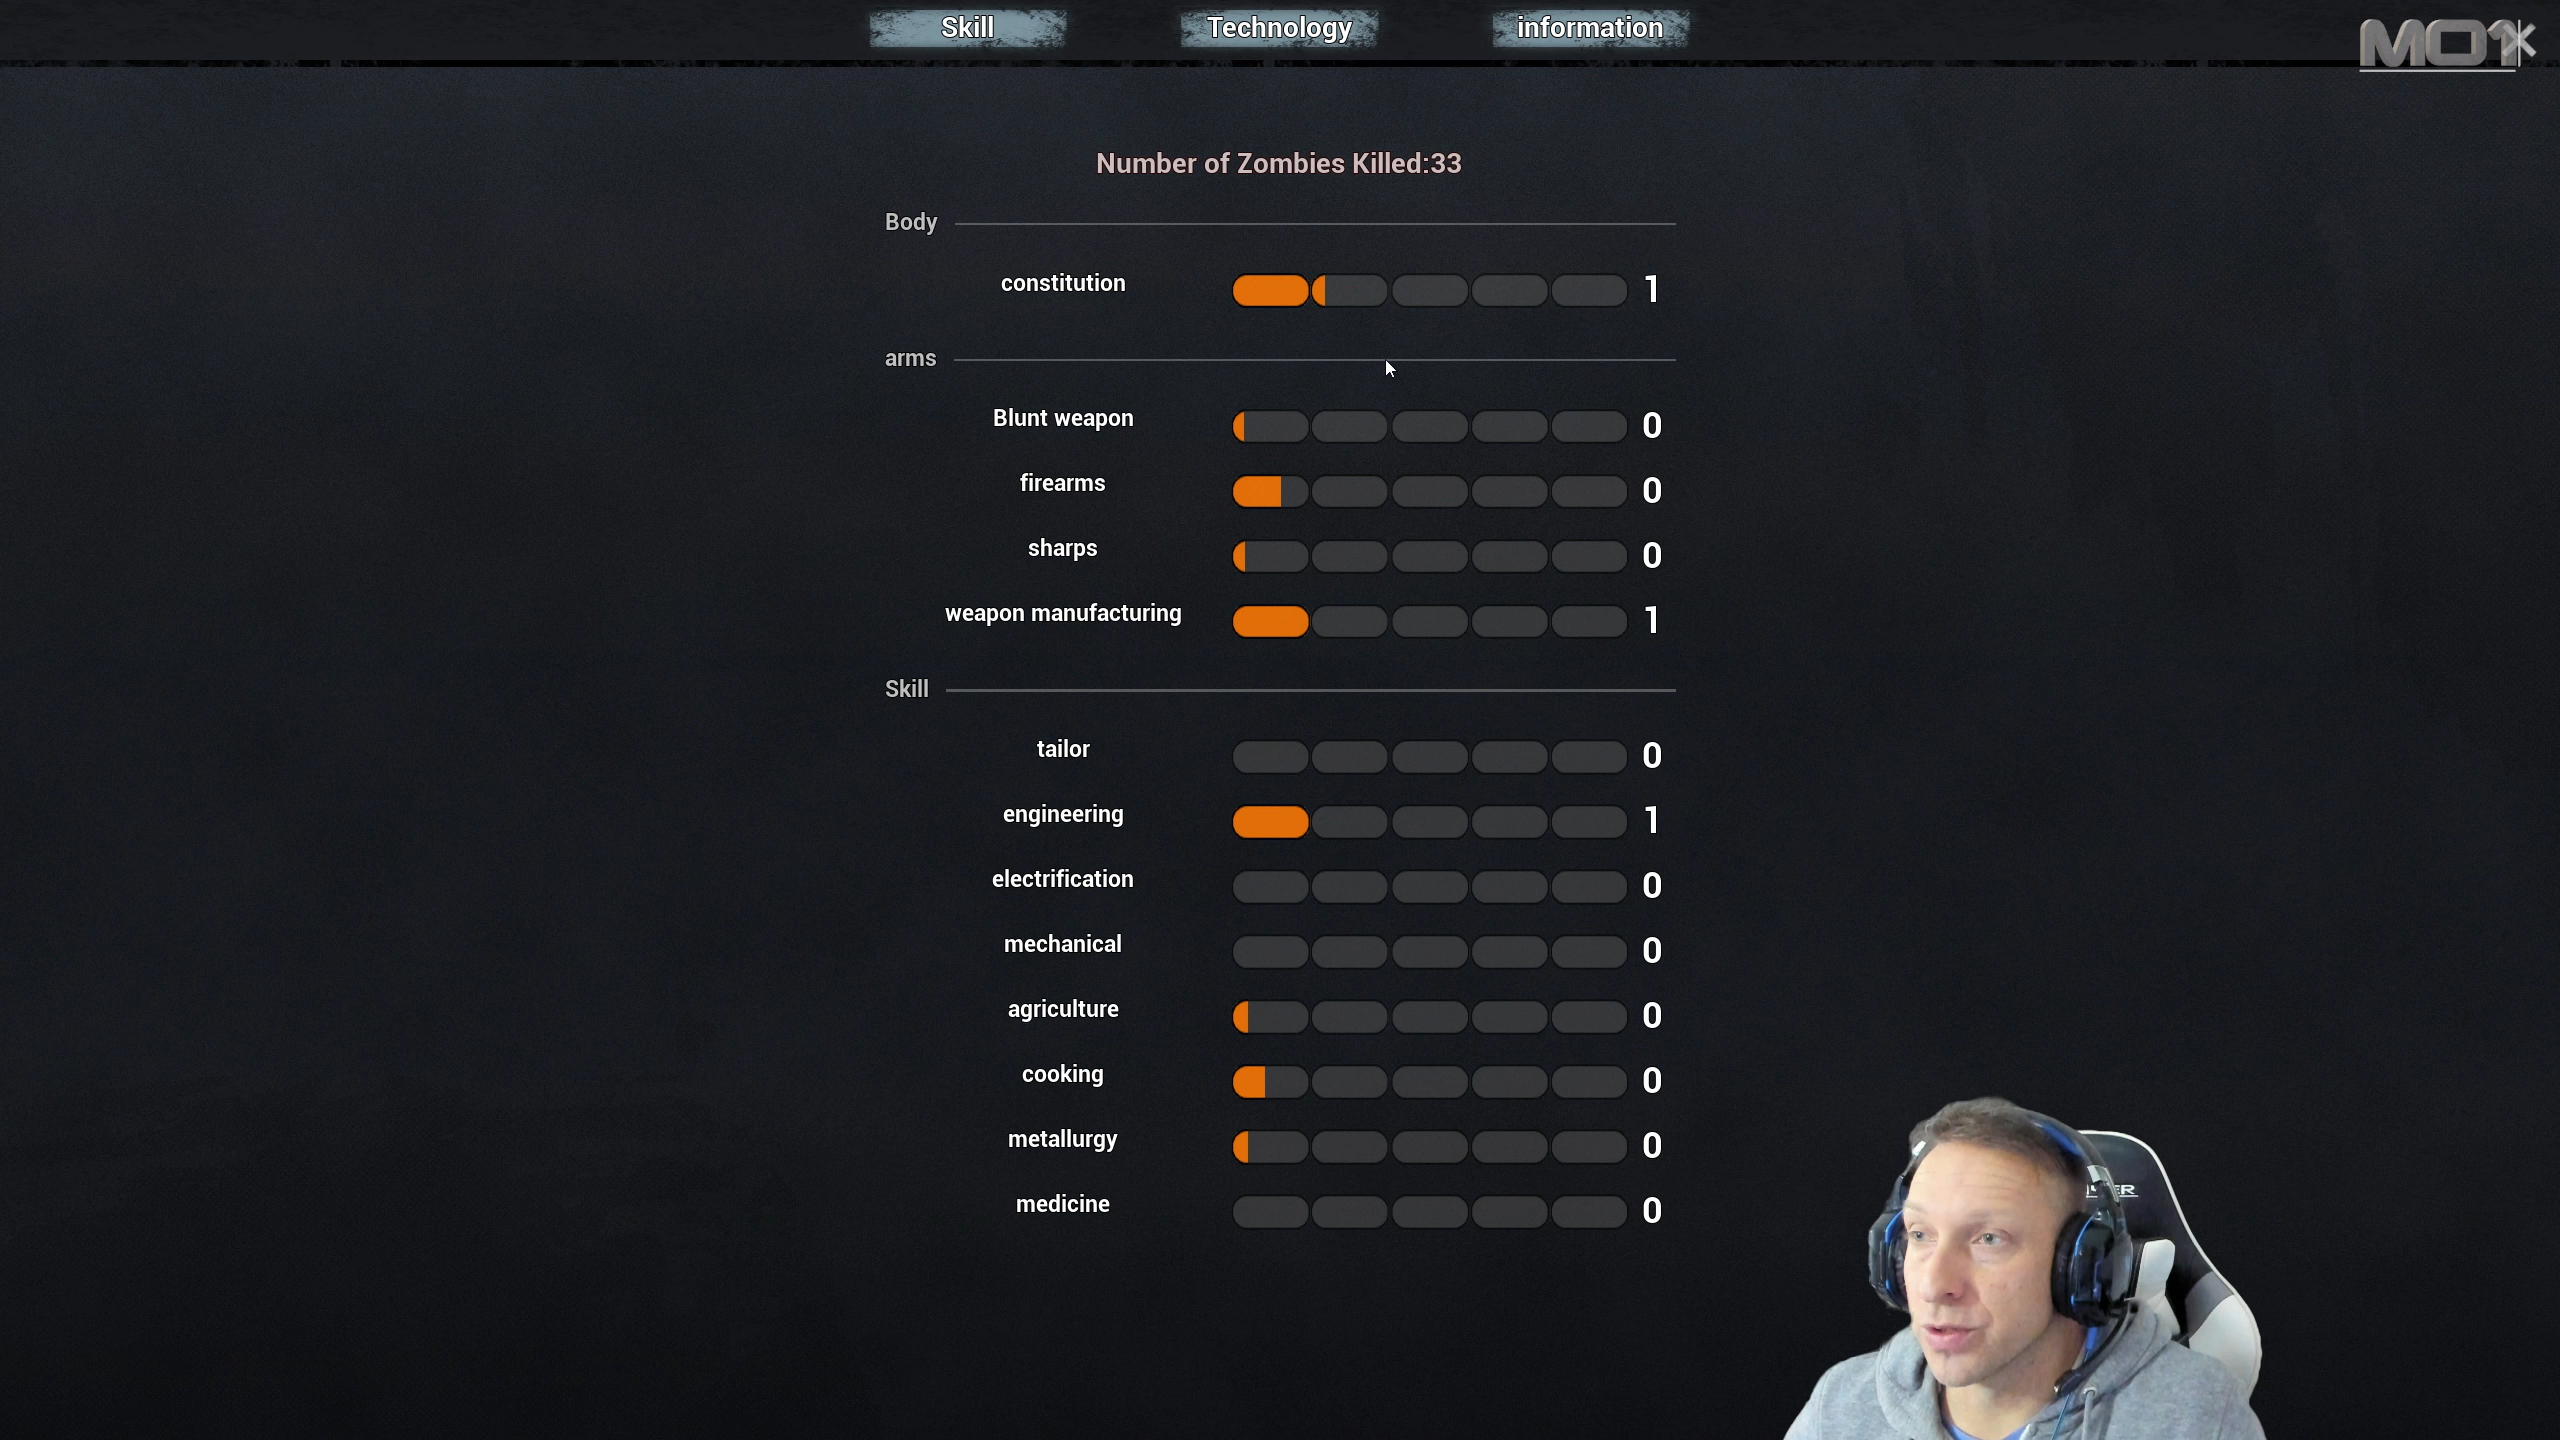 Skill
Technology
information
Number of Zombies Killed:33
Body
constitution 1
arms
Blunt weapon 0
firearms 0
sharps 0
weapon manufacturing 1
Skill
tailor 0
engineering 1
electrification 0
mechanical 0
agriculture 0
cooking 0
metallurgy 0
medicine 0